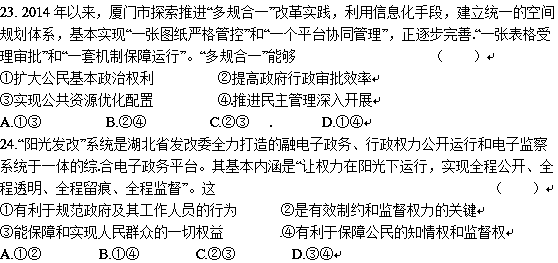 23. 2014 年以来，厦门市探索推进“多规合一”改革实践，利用信息化手段，建立统一的空间
规划体系，基本实现“一张图纸严格管控”和“一个平台协同管理”，正逐步完善“一张表格受
理审批”和“一套机制保障运行”。“多规合一”能够 （ ）
①扩大公民基本政治权利 ②提高政府行政审批效率
③实现公共资源优化配置 ④推进民主管理深入开展
A.①③ B.②④ C.②③ . D.①④
24.“阳光发改”系统是湖北省发改委全力打造的融电子政务、行政权力公开运行和电子监察
系统于一体的综合电子政务平台。其基本内涵是“让权力在阳光下运行，实现全程公开、全
程透明、全程留痕、全程监督”。这 （ ）
①有利于规范政府及其工作人员的行为 ②是有效制约和监督权力的关键
③能保障和实现人民群众的一切权益 ④有利于保障公民的知情权和监督权
A.①② B.①④ C.②③ D.③④